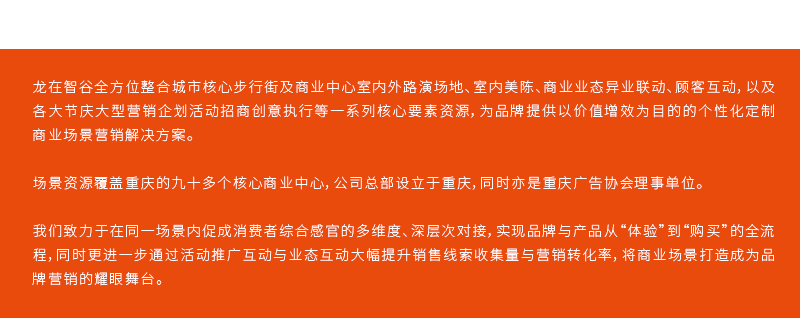 龙在智谷全方位整合城市核心步行街及商业中心室内外路演场地、室内美陈、商业业态异业联动、顾客互动，以及
各大节庆大型营销企划活动招商创意执行等一系列核心要素资源，为品牌提供以价值增效为目的的个性化定制
商业场景营销解决方案。
场景资源覆盖重庆的九十多个核心商业中心，公司总部设立于重庆，同时亦是重庆广告协会理事单位。
我们致力于在同一场景内促成消费者综合感官的多维度、深层次对接，实现品牌与产品从“体验”到“购买”的全流
程，同时更进一步通过活动推广互动与业态互动大幅提升销售线索收集量与营销转化率，将商业场景打造成为品
牌营销的耀眼舞台。